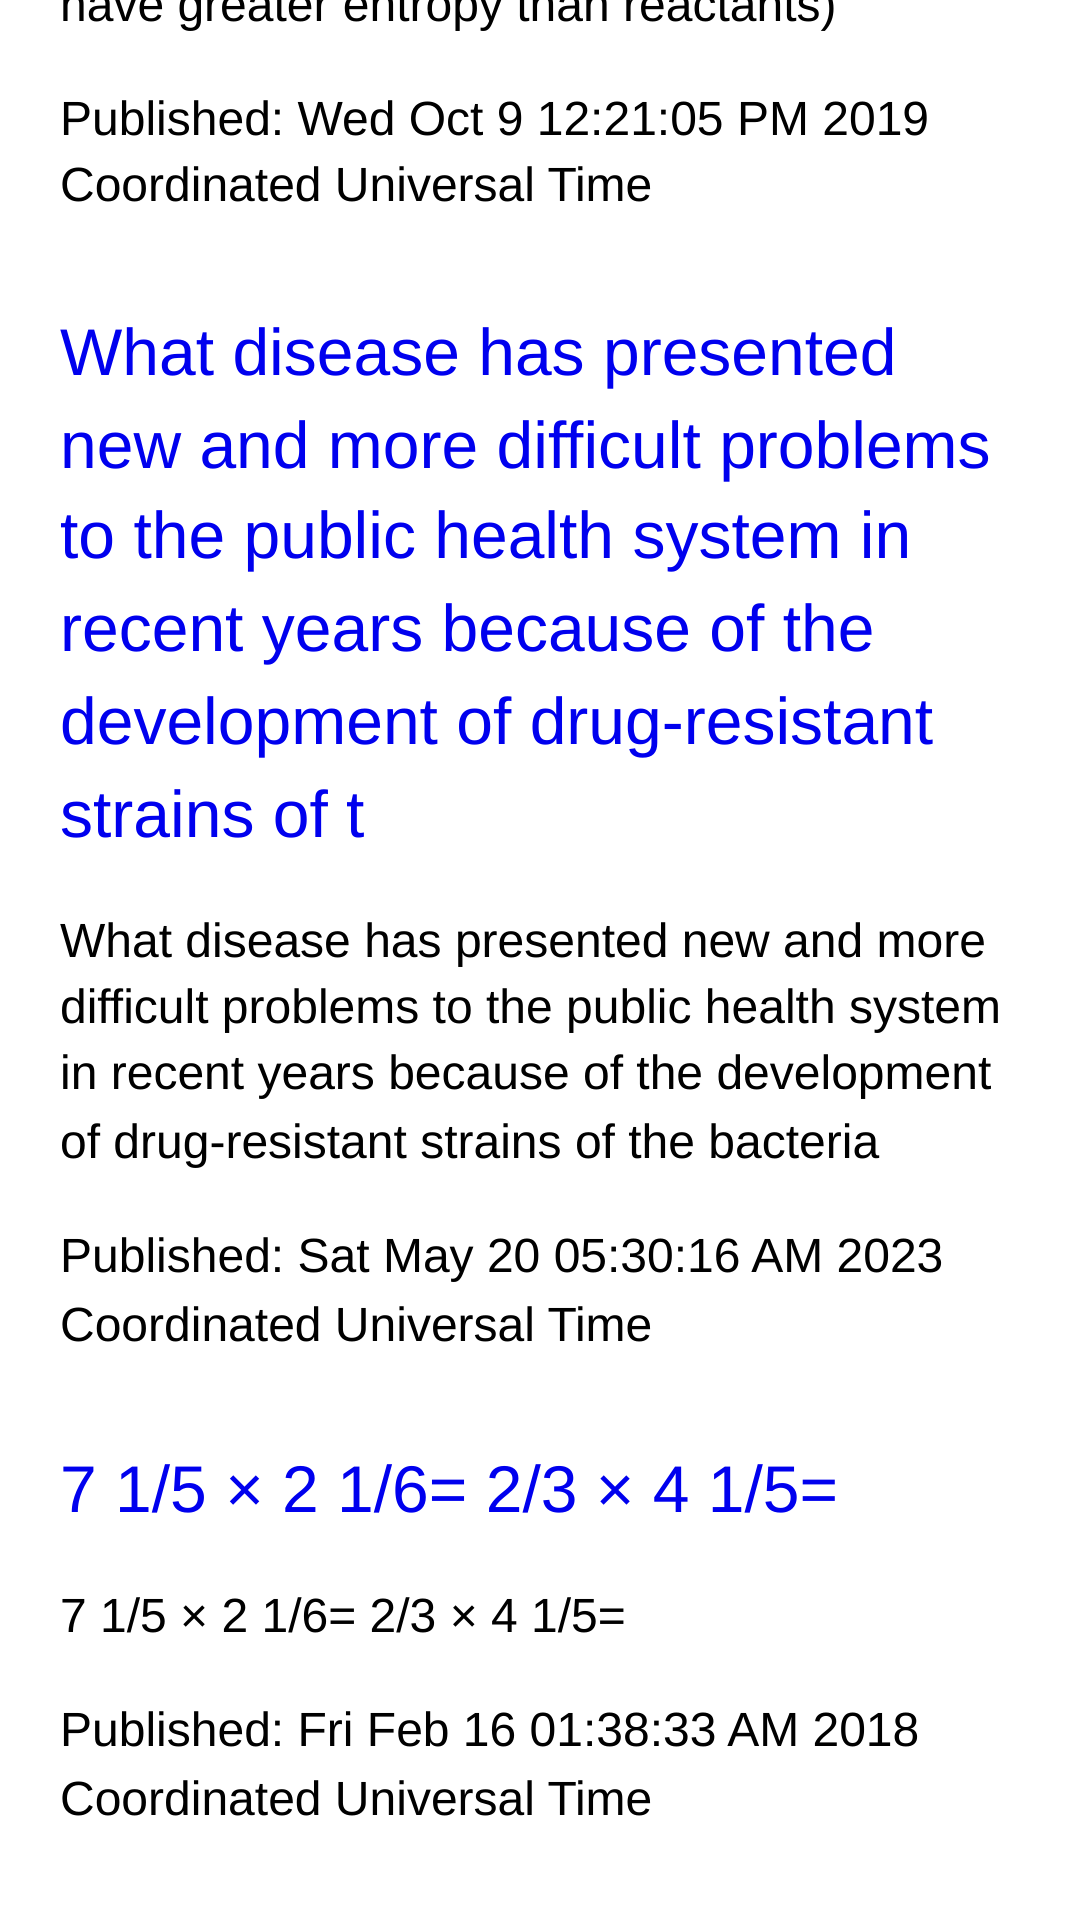 have greater entropy than reactants)
Published: Wed Oct 9 12:21:05 PM 2019
Coordinated Universal Time
What disease has presented
new and more difficult problems
to the public health system in
recent years because of the
development of drug-resistant
strains of t
What disease has presented new and more
difficult problems to the public health system
in recent years because of the development
of drug-resistant strains of the bacteria
Published: Sat May 20 05:30:16 AM 2023
Coordinated Universal Time
7 1/5 × 2 1/6= 2/3 × 4 1/5=
7 1/5 × 2 1/6= 2/3 × 4 1/5=
Published: Fri Feb 16 01:38:33 AM 2018
Coordinated Universal Time